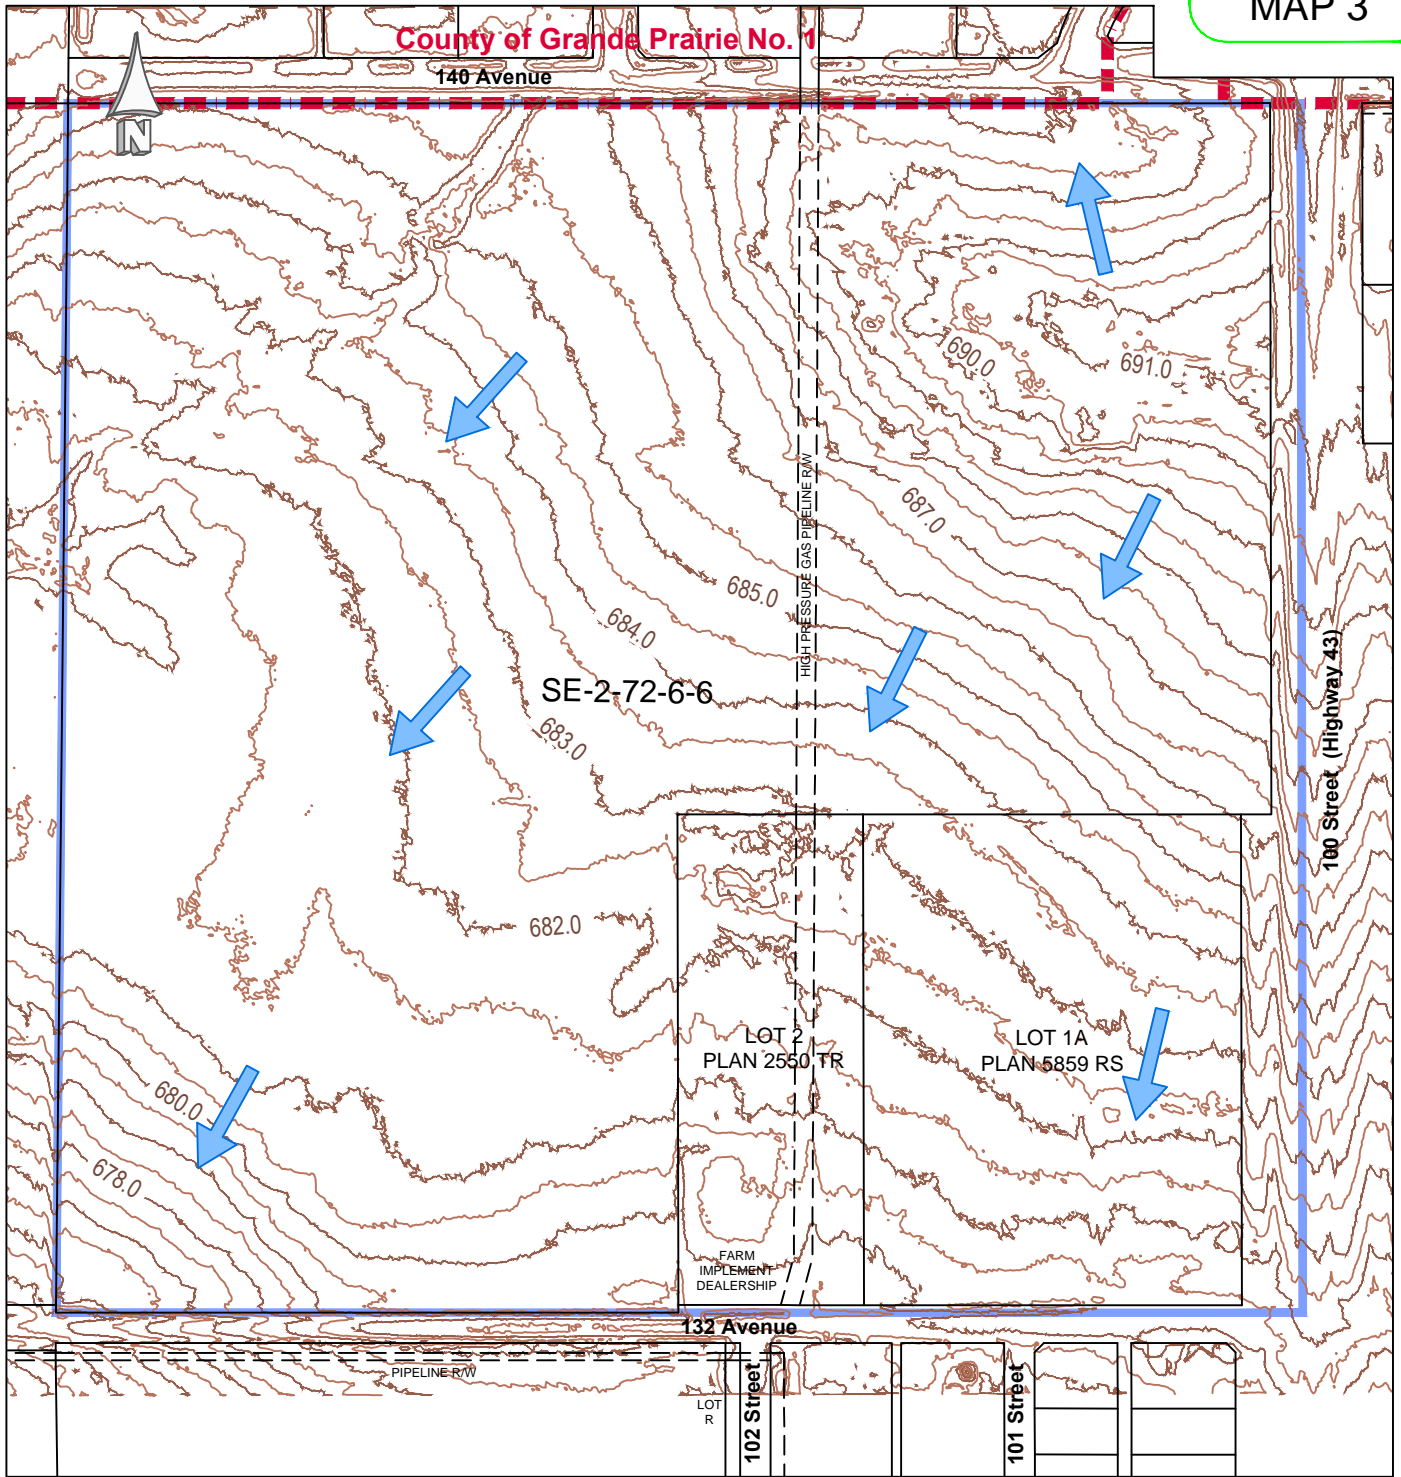 MAP 3
County of Grande Prairie No. 1
140 Avenue
N
690.0
691.0
HIGH PRESSURE GAS PIPELINE R/W
687.0
685.0
684.0
SE-2-72-6-6
683.0
100 Street (Highway 43)
682.0
LOT 2
PLAN 2550 TR
LOT 1A
PLAN 5859 RS
680.0
678.0
FARM
IMPLEMENT
DEALERSHIP
132 Avenue
PIPELINE R/W
LOT
R
102 Street
101 Street